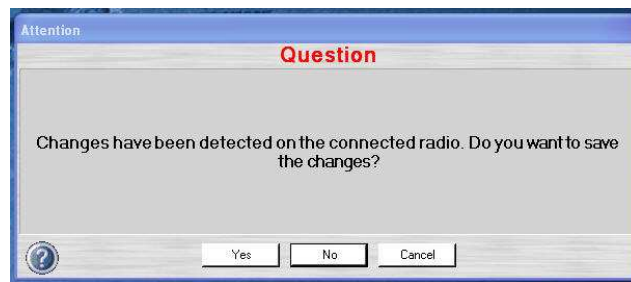 Attention
Question
Changes have been detected on the connected radio. Do you want to save
the changes?
? Yes No Cancel